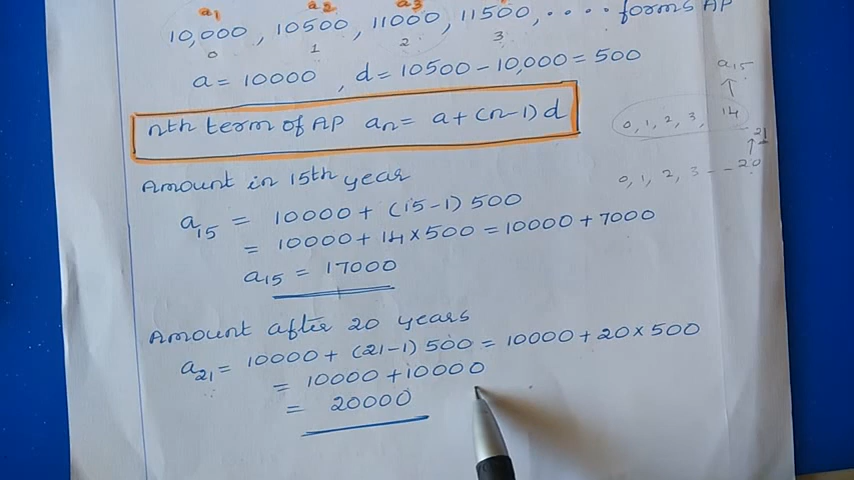 a1 a2 a3
10,000, 10500, 11000, 11500, ..... forms AP
0 1 2 3
a = 10000, d = 10500 - 10,000 = 500
nth term of AP an = a + (n-1) d
a15
0, 1, 2, 3, 14
21
0, 1, 2, 3 -- 20
Amount in 15th year
a15 = 10000 + (15-1) 500
= 10000 + 14 × 500 = 10000 + 7000
a15 = 17000
Amount after 20 years
a21 = 10000 + (21-1) 500 = 10000 + 20 × 500
= 10000 + 10000
= 20000